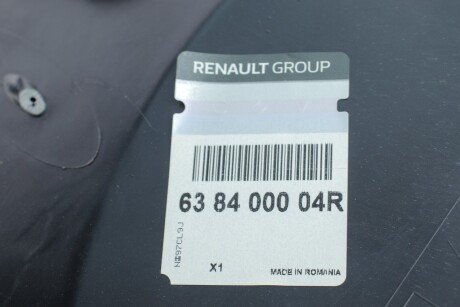 RENAULT GROUP
63 84 000 04R
X1
MADE IN ROMANIA